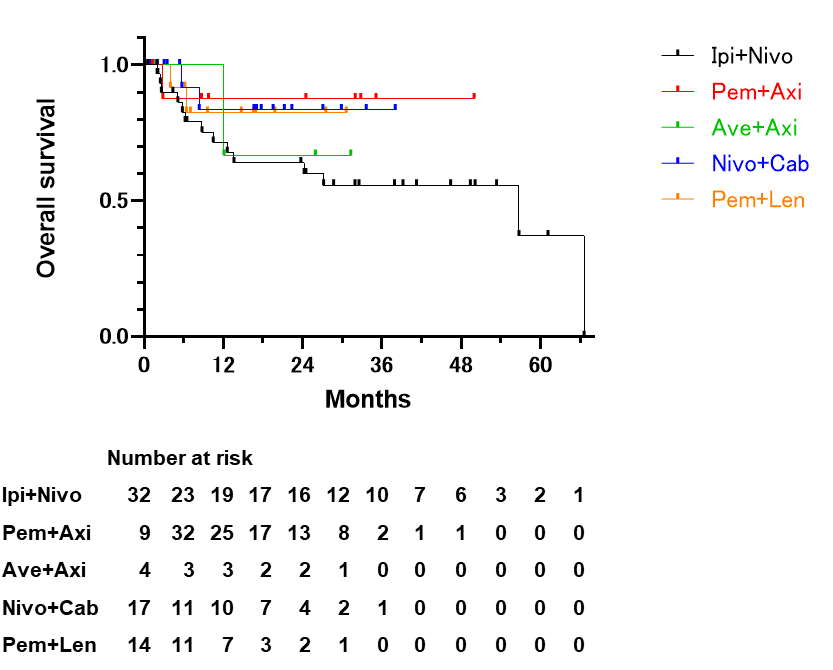 Ipi+Nivo
Pem+Axi
Ave+Axi
Nivo+Cab
Pem+Len
Overall survival
1.0
0.5
0.0
0 12 24 36 48 60
Months
Number at risk
Ipi+Nivo 32 23 19 17 16 12 10 7 6 3 2 1
Pem+Axi 9 32 25 17 13 8 2 1 1 0 0 0
Ave+Axi 4 3 3 2 2 1 0 0 0 0 0 0
Nivo+Cab 17 11 10 7 4 2 1 0 0 0 0 0
Pem+Len 14 11 7 3 2 1 0 0 0 0 0 0